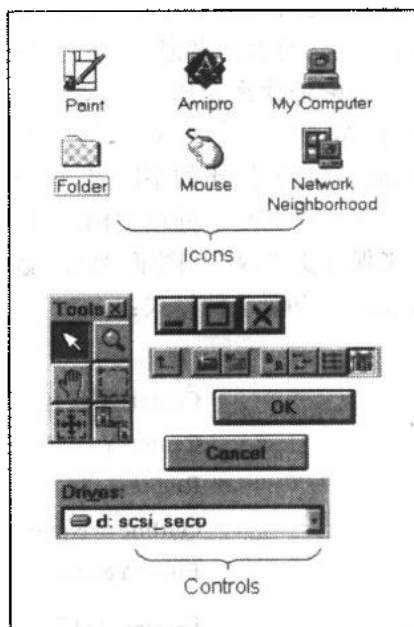 Paint Amipro My Computer
Folder Mouse Network
Neighborhood
Icons
Tools
OK
Cancel
Drives:
d: scsi_seco
Controls